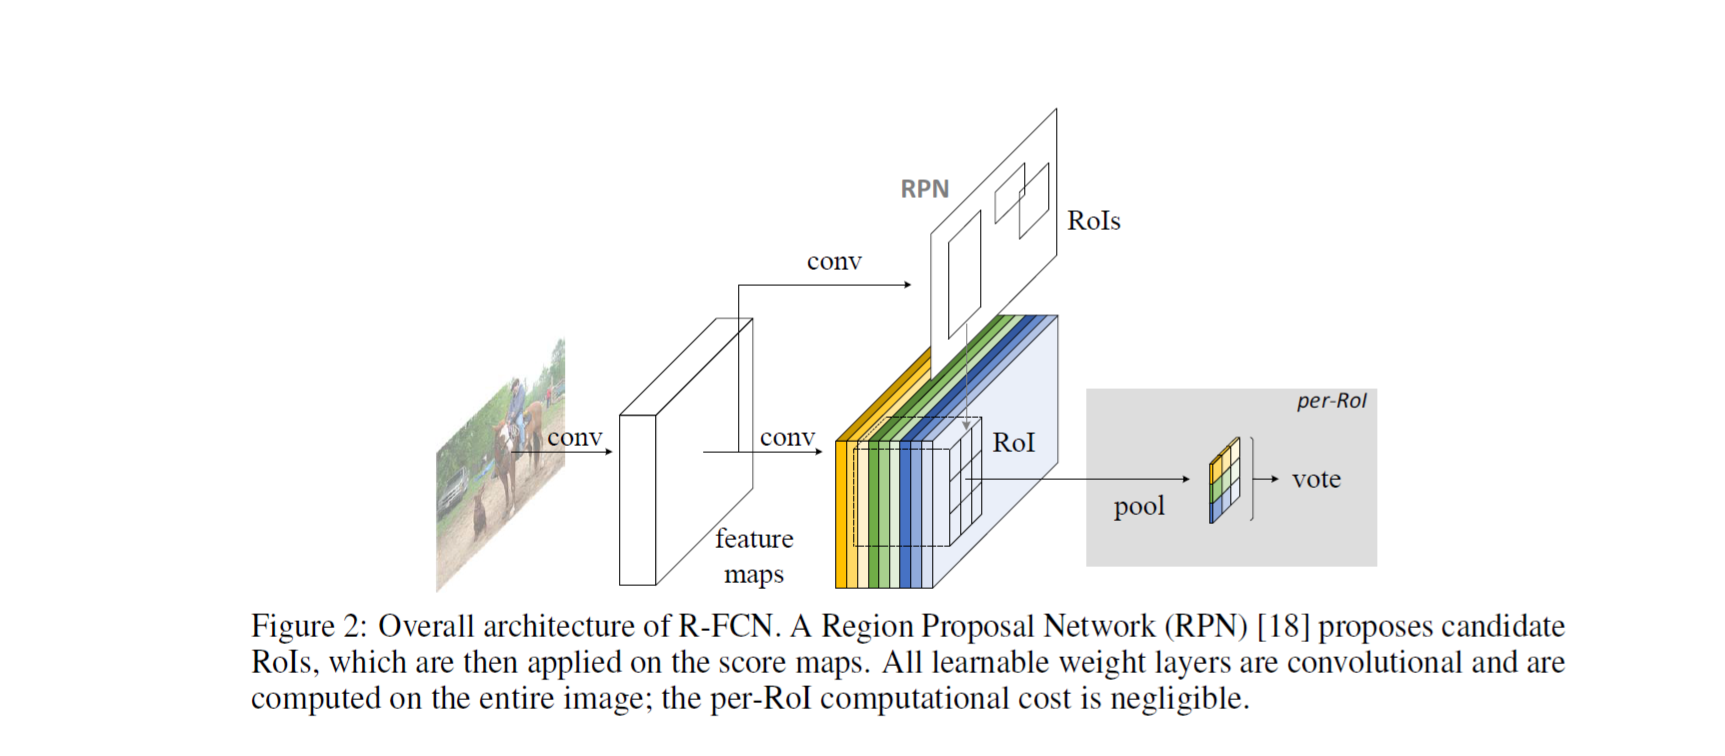 RPN
RoIs
conv
conv
conv
RoI
per-RoI
pool
vote
feature
maps
Figure 2: Overall architecture of R-FCN. A Region Proposal Network (RPN) [18] proposes candidate
RoIs, which are then applied on the score maps. All learnable weight layers are convolutional and are
computed on the entire image; the per-RoI computational cost is negligible.